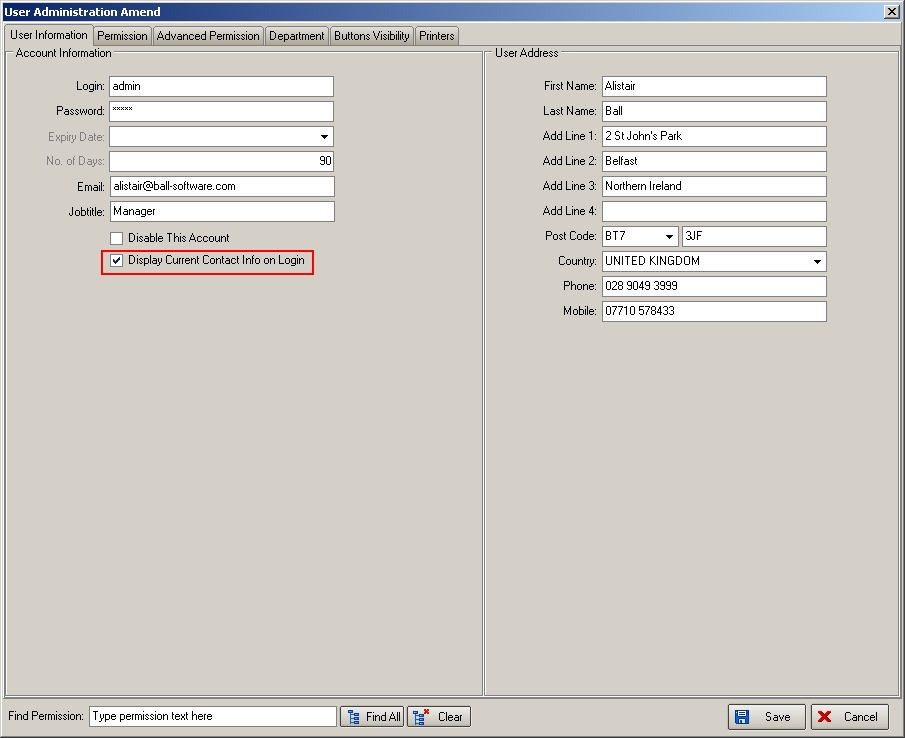 User Administration Amend
User Information Permission Advanced Permission Department Buttons Visibility Printers
Account Information
Login: admin
Password: *****
Expiry Date:
No. of Days: 90
Email: alistair@ball-software.com
Jobtitle: Manager
Disable This Account
Display Current Contact Info on Login
User Address
First Name: Alistair
Last Name: Ball
Add Line 1: 2 St John's Park
Add Line 2: Belfast
Add Line 3: Northern Ireland
Add Line 4:
Post Code: BT7 3JF
Country: UNITED KINGDOM
Phone: 028 9049 3999
Mobile: 07710 578433
Find Permission: Type permission text here Find All Clear Save Cancel